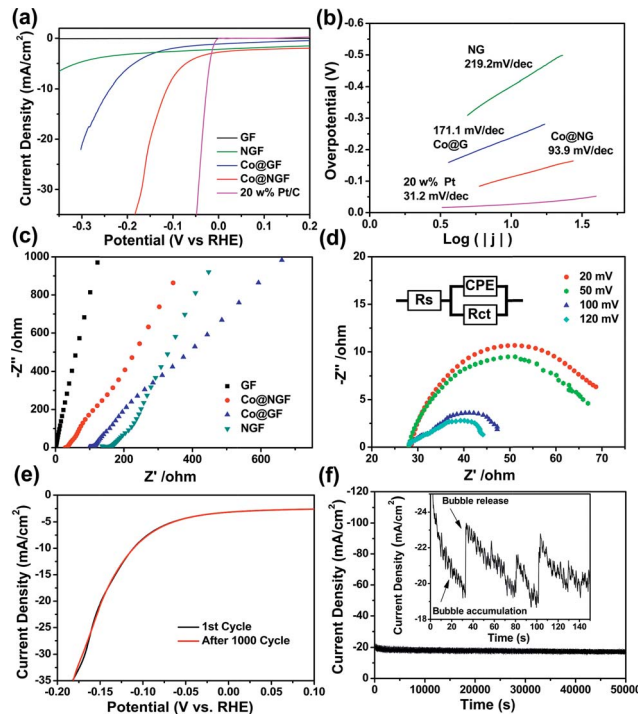 (a)
Current Density (mA/cm²)
0
-10
-20
-30
GF
NGF
Co@GF
Co@NGF
20 w% Pt/C
-0.3 -0.2 -0.1 0.0 0.1 0.2
Potential (V vs RHE)
(b)
Overpotential (V)
-0.5
-0.4
-0.3
-0.2
-0.1
0.0
NG
219.2mV/dec
171.1 mV/dec
Co@G
Co@NG
93.9 mV/dec
20 w% Pt
31.2 mV/dec
0.0 0.5 1.0 1.5
Log ( | j | )
(c)
-Z'' /ohm
1000
800
600
400
200
0
GF
Co@NGF
Co@GF
NGF
0 200 400 600
Z' /ohm
(d)
-Z'' /ohm
20
15
10
5
0
Rs
CPE
Rct
20 mV
50 mV
100 mV
120 mV
20 30 40 50 60 70
Z' /ohm
(e)
Current Density (mA/cm²)
0
-5
-10
-15
-20
-25
-30
-35
1st Cycle
After 1000 Cycle
-0.20 -0.15 -0.10 -0.05 0.00 0.05 0.10
Potential (V vs. RHE)
(f)
Current Density (mA/cm²)
-120
-100
-80
-60
-40
-20
0
Current Density (mA/cm²)
-24
-22
-20
Bubble release
Bubble accumulation
0 20 40 60 80 100 120 140
Time (s)
0 10000 20000 30000 40000 50000
Time (s)